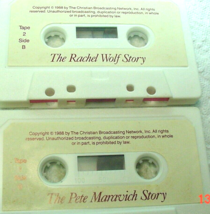 Copyright © 1988 by The Christian Broadcasting Network, Inc. All rights
reserved. Unauthorized broadcasting, duplication or reproduction, in whole
or in part, is prohibited by law.
Tape
2
Side
B
The Rachel Wolf Story
Copyright © 1988 by The Christian Broadcasting Network, Inc. All rights
reserved. Unauthorized broadcasting, duplication or reproduction, in whole
or in part, is prohibited by law.
The Pete Maravich Story
13